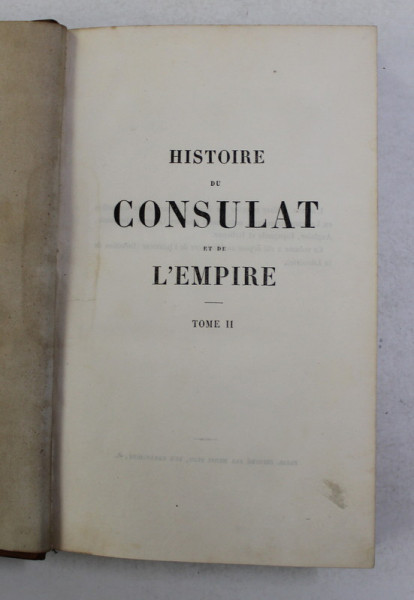 HISTOIRE
DU
CONSULAT
ET DE
L'EMPIRE
TOME II